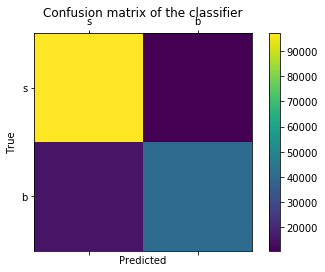 Confusion matrix of the classifier
s b
s
b
True
Predicted
90000
80000
70000
60000
50000
40000
30000
20000